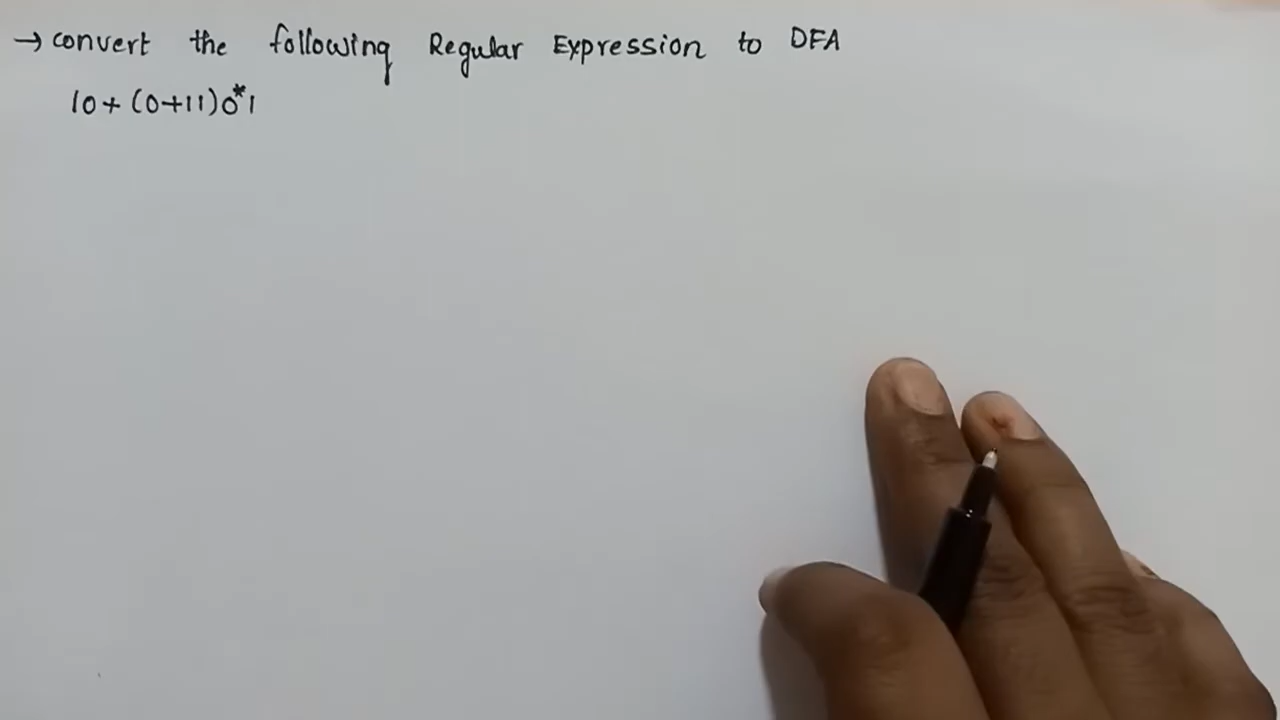 → convert the following Regular Expression to DFA
10+(0+11)0*1